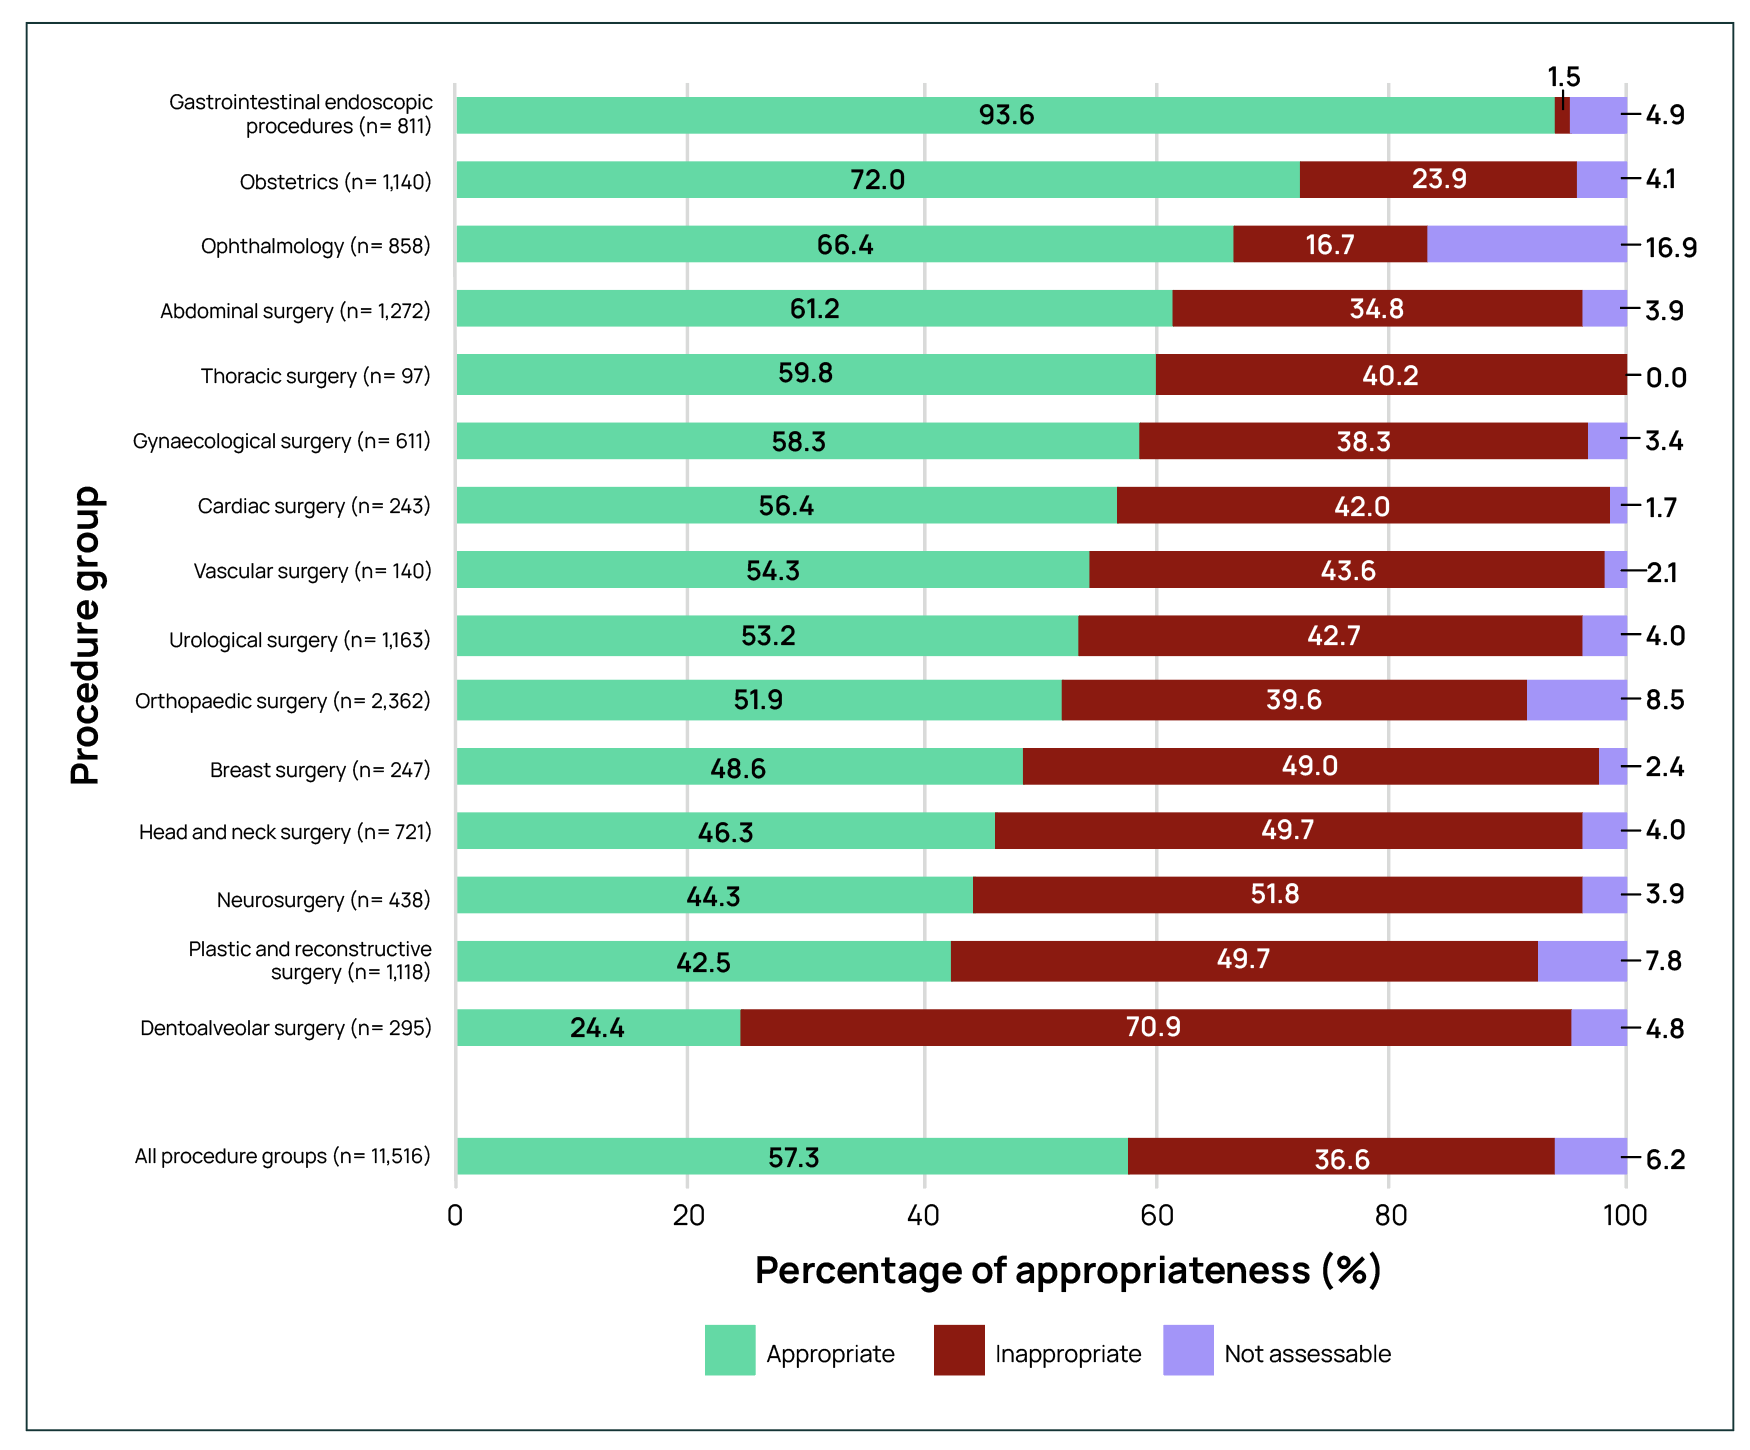 1.5
Gastrointestinal endoscopic
procedures (n= 811)
93.6
4.9
Obstetrics (n= 1,140)
72.0
23.9
4.1
Ophthalmology (n= 858)
66.4
16.7
16.9
Abdominal surgery (n= 1,272)
61.2
34.8
3.9
Thoracic surgery (n= 97)
59.8
40.2
0.0
Gynaecological surgery (n= 611)
58.3
38.3
3.4
Cardiac surgery (n= 243)
56.4
42.0
1.7
Vascular surgery (n= 140)
54.3
43.6
2.1
Urological surgery (n= 1,163)
53.2
42.7
4.0
Orthopaedic surgery (n= 2,362)
51.9
39.6
8.5
Breast surgery (n= 247)
48.6
49.0
2.4
Head and neck surgery (n= 721)
46.3
49.7
4.0
Neurosurgery (n= 438)
44.3
51.8
3.9
Plastic and reconstructive
surgery (n= 1,118)
42.5
49.7
7.8
Dentoalveolar surgery (n= 295)
24.4
70.9
4.8
All procedure groups (n= 11,516)
57.3
36.6
6.2
Procedure group
0 20 40 60 80 100
Percentage of appropriateness (%)
Appropriate Inappropriate Not assessable